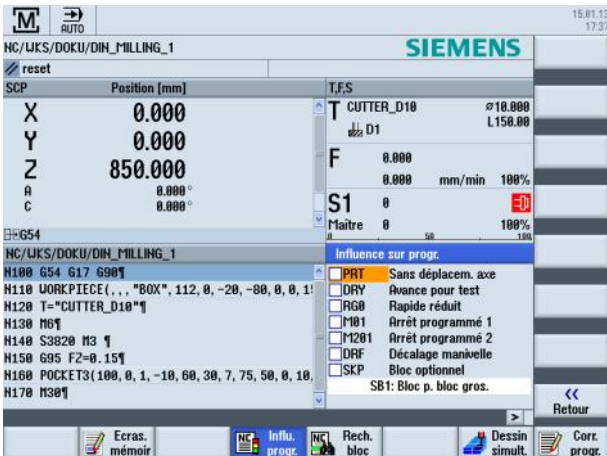 M
AUTO
15.01.13
17:37
NC/WKS/DOKU/DIN_MILLING_1
SIEMENS
reset
SCP Position [mm]
X 0.000
Y 0.000
Z 850.000
A 0.000°
C 0.000°
G54
T,F,S
T CUTTER_D10 ø10.000
D1 L150.00
F 0.000
0.000 mm/min 100%
S1 0
Maître 0 100%
0 50 100
NC/WKS/DOKU/DIN_MILLING_1
N100 G54 G17 G90¶
N110 WORKPIECE(,,,"BOX",112,0,-20,-80,0,0,1
N120 T="CUTTER_D10"¶
N130 M6¶
N140 S3820 M3 ¶
N150 G95 FZ=0.15¶
N160 POCKET3(100,0,1,-10,60,30,7,75,50,0,10,
N170 M30¶
Influence sur progr.
PRT Sans déplacem. axe
DRY Avance pour test
RG0 Rapide réduit
M01 Arrêt programmé 1
M201 Arrêt programmé 2
DRF Décalage manivelle
SKP Bloc optionnel
SB1: Bloc p. bloc gros.
<<
Retour
>
Ecras.
mémoir
NC Influ.
progr.
NC Rech.
bloc
Dessin
simult.
Corr.
progr.